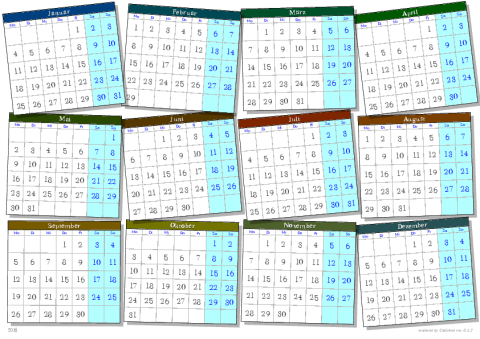 Januar
Mo Di Mi Do Fr Sa So
1 2 3
4 5 6 7 8 9 10
11 12 13 14 15 16 17
18 19 20 21 22 23 24
25 26 27 28 29 30 31
Februar
Mo Di Mi Do Fr Sa So
1 2 3 4 5 6 7
8 9 10 11 12 13 14
15 16 17 18 19 20 21
22 23 24 25 26 27 28
29
März
Mo Di Mi Do Fr Sa So
1 2 3 4 5 6
7 8 9 10 11 12 13
14 15 16 17 18 19 20
21 22 23 24 25 26 27
28 29 30 31
April
Mo Di Mi Do Fr Sa So
1 2 3
4 5 6 7 8 9 10
11 12 13 14 15 16 17
18 19 20 21 22 23 24
25 26 27 28 29 30
Mai
Mo Di Mi Do Fr Sa So
1
2 3 4 5 6 7 8
9 10 11 12 13 14 15
16 17 18 19 20 21 22
23 24 25 26 27 28 29
30 31
Juni
Mo Di Mi Do Fr Sa So
1 2 3 4 5
6 7 8 9 10 11 12
13 14 15 16 17 18 19
20 21 22 23 24 25 26
27 28 29 30
Juli
Mo Di Mi Do Fr Sa So
1 2 3
4 5 6 7 8 9 10
11 12 13 14 15 16 17
18 19 20 21 22 23 24
25 26 27 28 29 30 31
August
Mo Di Mi Do Fr Sa So
1 2 3 4 5 6 7
8 9 10 11 12 13 14
15 16 17 18 19 20 21
22 23 24 25 26 27 28
29 30 31
September
Mo Di Mi Do Fr Sa So
1 2 3 4
5 6 7 8 9 10 11
12 13 14 15 16 17 18
19 20 21 22 23 24 25
26 27 28 29 30
Oktober
Mo Di Mi Do Fr Sa So
1 2
3 4 5 6 7 8 9
10 11 12 13 14 15 16
17 18 19 20 21 22 23
24 25 26 27 28 29 30
31
November
Mo Di Mi Do Fr Sa So
1 2 3 4 5 6
7 8 9 10 11 12 13
14 15 16 17 18 19 20
21 22 23 24 25 26 27
28 29 30
Dezember
Mo Di Mi Do Fr Sa So
1 2 3 4
5 6 7 8 9 10 11
12 13 14 15 16 17 18
19 20 21 22 23 24 25
26 27 28 29 30 31
2016